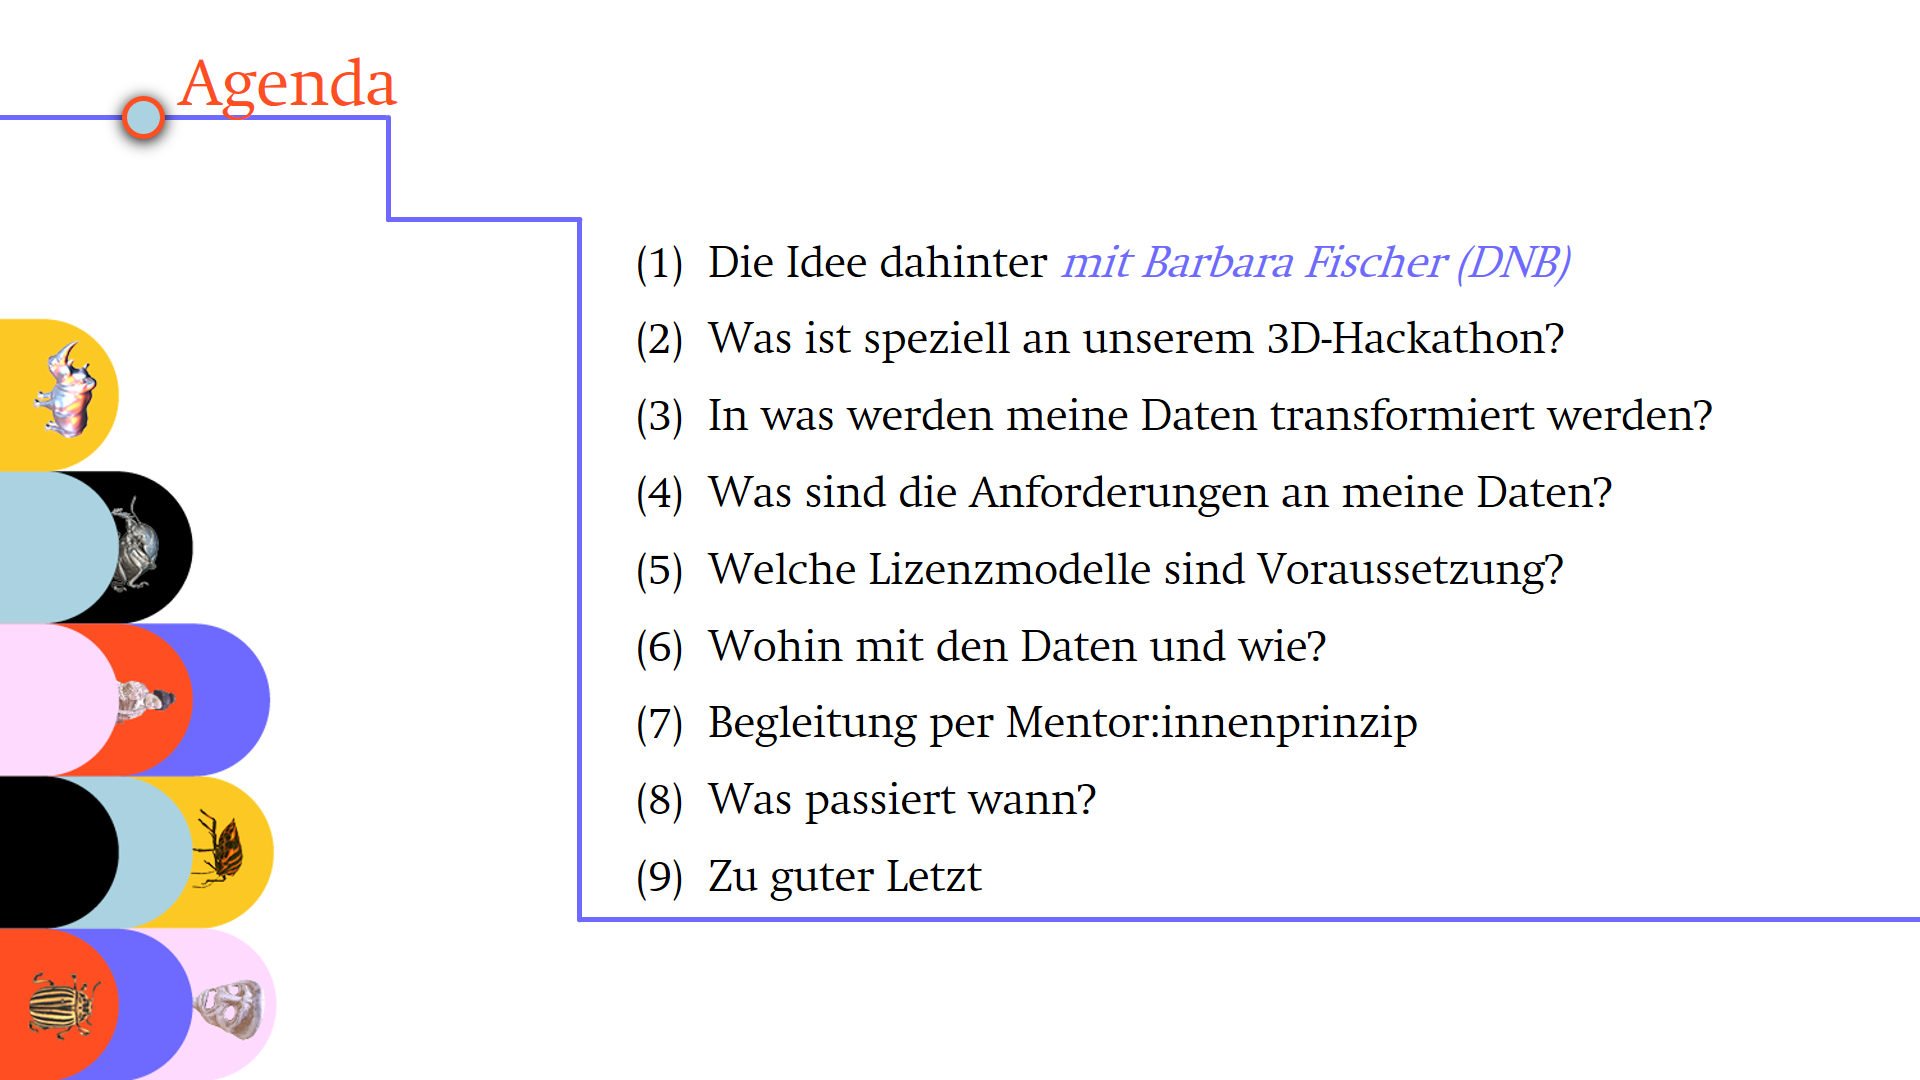 Agenda
(1) Die Idee dahinter mit Barbara Fischer (DNB)
(2) Was ist speziell an unserem 3D-Hackathon?
(3) In was werden meine Daten transformiert werden?
(4) Was sind die Anforderungen an meine Daten?
(5) Welche Lizenzmodelle sind Voraussetzung?
(6) Wohin mit den Daten und wie?
(7) Begleitung per Mentor:innenprinzip
(8) Was passiert wann?
(9) Zu guter Letzt